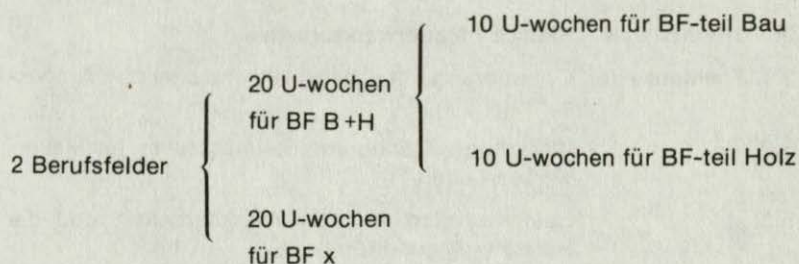 10 U-wochen für BF-teil Bau
20 U-wochen
für BF B+H
2 Berufsfelder
10 U-wochen für BF-teil Holz
20 U-wochen
für BF x